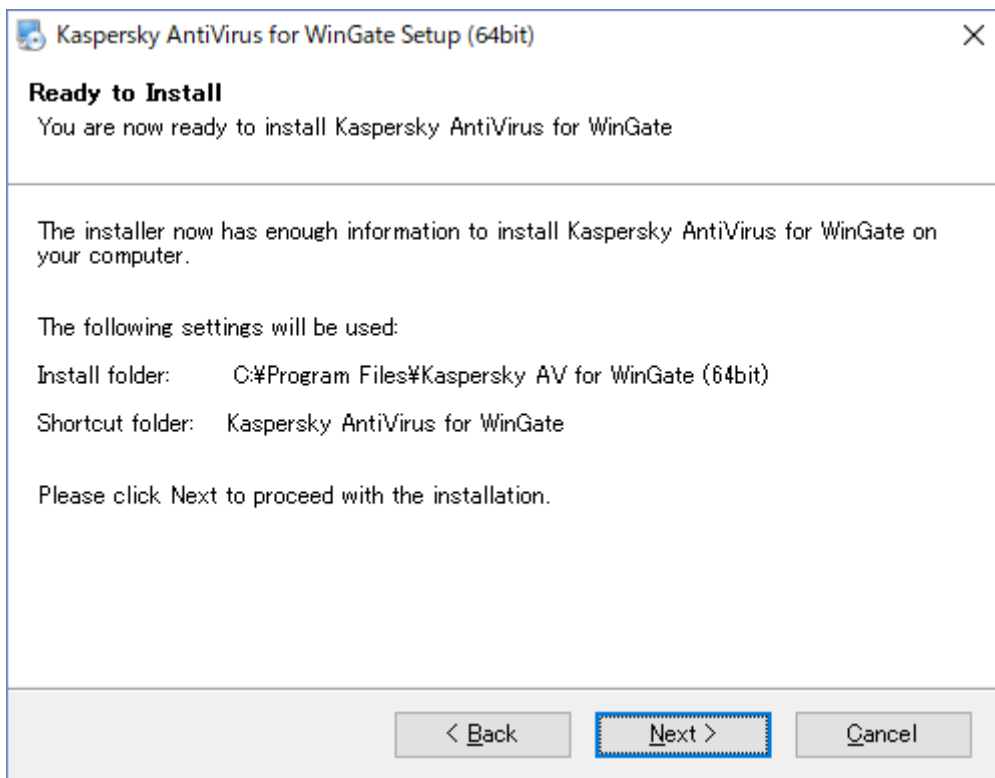 Kaspersky AntiVirus for WinGate Setup (64bit)
Ready to Install
You are now ready to install Kaspersky AntiVirus for WinGate
The installer now has enough information to install Kaspersky AntiVirus for WinGate on
your computer.
The following settings will be used:
Install folder: C:¥Program Files¥Kaspersky AV for WinGate (64bit)
Shortcut folder: Kaspersky AntiVirus for WinGate
Please click Next to proceed with the installation.
< Back Next > Cancel